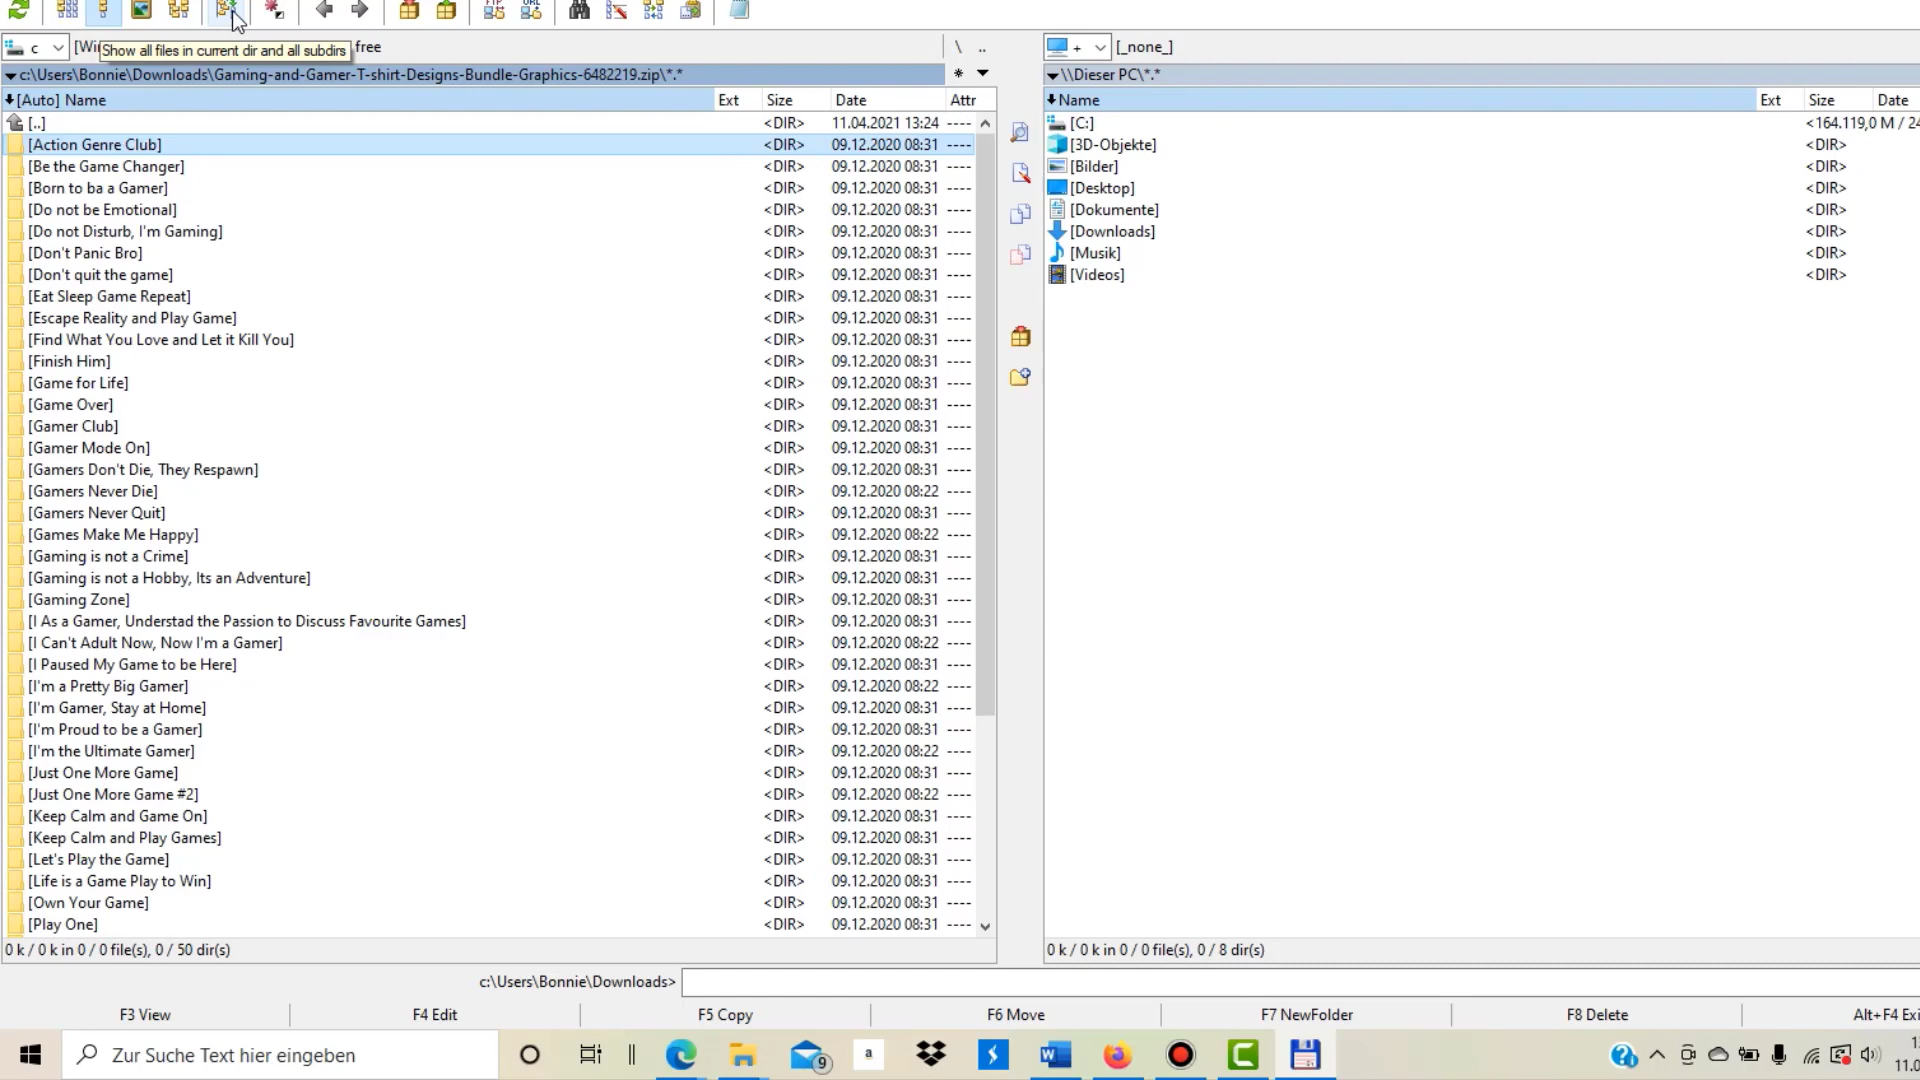 c [Wi
Show all files in current dir and all subdirs
free
\ ..
+ [_none_]
c:\Users\Bonnie\Downloads\Gaming-and-Gamer-T-shirt-Designs-Bundle-Graphics-6482219.zip\*.*
*
\\Dieser PC\*.*
[Auto] Name Ext Size Date Attr
Name Ext Size Date
[..] <DIR> 11.04.2021 13:24 ----
[Action Genre Club] <DIR> 09.12.2020 08:31 ----
[Be the Game Changer] <DIR> 09.12.2020 08:31 ----
[Born to ba a Gamer] <DIR> 09.12.2020 08:31 ----
[Do not be Emotional] <DIR> 09.12.2020 08:31 ----
[Do not Disturb, I'm Gaming] <DIR> 09.12.2020 08:31 ----
[Don't Panic Bro] <DIR> 09.12.2020 08:31 ----
[Don't quit the game] <DIR> 09.12.2020 08:31 ----
[Eat Sleep Game Repeat] <DIR> 09.12.2020 08:31 ----
[Escape Reality and Play Game] <DIR> 09.12.2020 08:31 ----
[Find What You Love and Let it Kill You] <DIR> 09.12.2020 08:31 ----
[Finish Him] <DIR> 09.12.2020 08:31 ----
[Game for Life] <DIR> 09.12.2020 08:31 ----
[Game Over] <DIR> 09.12.2020 08:31 ----
[Gamer Club] <DIR> 09.12.2020 08:31 ----
[Gamer Mode On] <DIR> 09.12.2020 08:31 ----
[Gamers Don't Die, They Respawn] <DIR> 09.12.2020 08:31 ----
[Gamers Never Die] <DIR> 09.12.2020 08:22 ----
[Gamers Never Quit] <DIR> 09.12.2020 08:31 ----
[Games Make Me Happy] <DIR> 09.12.2020 08:22 ----
[Gaming is not a Crime] <DIR> 09.12.2020 08:31 ----
[Gaming is not a Hobby, Its an Adventure] <DIR> 09.12.2020 08:31 ----
[Gaming Zone] <DIR> 09.12.2020 08:31 ----
[I As a Gamer, Understad the Passion to Discuss Favourite Games] <DIR> 09.12.2020 08:31 ----
[I Can't Adult Now, Now I'm a Gamer] <DIR> 09.12.2020 08:22 ----
[I Paused My Game to be Here] <DIR> 09.12.2020 08:31 ----
[I'm a Pretty Big Gamer] <DIR> 09.12.2020 08:22 ----
[I'm Gamer, Stay at Home] <DIR> 09.12.2020 08:31 ----
[I'm Proud to be a Gamer] <DIR> 09.12.2020 08:31 ----
[I'm the Ultimate Gamer] <DIR> 09.12.2020 08:22 ----
[Just One More Game] <DIR> 09.12.2020 08:31 ----
[Just One More Game #2] <DIR> 09.12.2020 08:22 ----
[Keep Calm and Game On] <DIR> 09.12.2020 08:31 ----
[Keep Calm and Play Games] <DIR> 09.12.2020 08:31 ----
[Let's Play the Game] <DIR> 09.12.2020 08:31 ----
[Life is a Game Play to Win] <DIR> 09.12.2020 08:31 ----
[Own Your Game] <DIR> 09.12.2020 08:31 ----
[Play One] <DIR> 09.12.2020 08:31 ----
[C:] <164.119,0 M / 24
[3D-Objekte] <DIR>
[Bilder] <DIR>
[Desktop] <DIR>
[Dokumente] <DIR>
[Downloads] <DIR>
[Musik] <DIR>
[Videos] <DIR>
0 k / 0 k in 0 / 0 file(s), 0 / 50 dir(s)
0 k / 0 k in 0 / 0 file(s), 0 / 8 dir(s)
c:\Users\Bonnie\Downloads>
F3 View F4 Edit F5 Copy F6 Move F7 NewFolder F8 Delete Alt+F4 Exi
Zur Suche Text hier eingeben
9
a
11.0